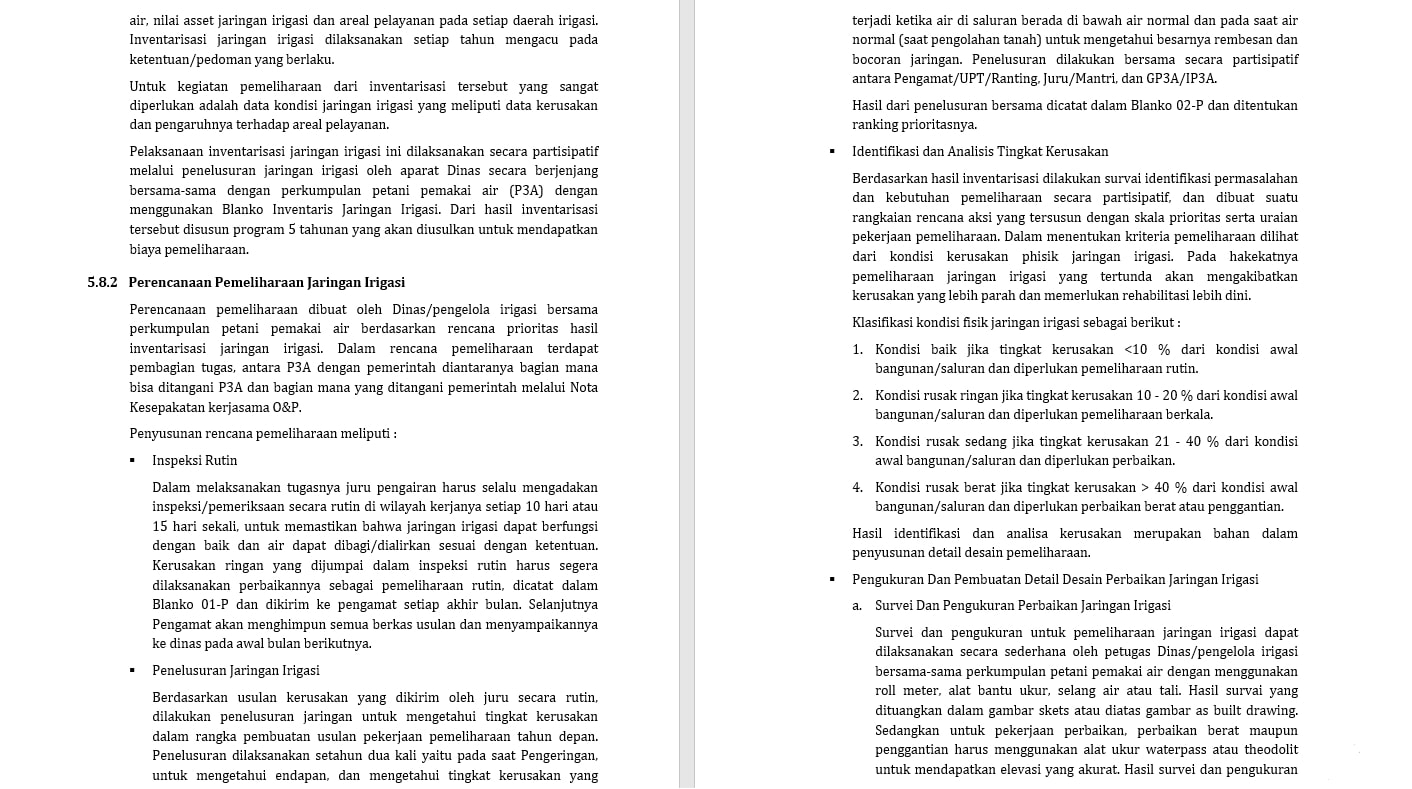 air, nilai asset jaringan irigasi dan areal pelayanan pada setiap daerah irigasi.
Inventarisasi jaringan irigasi dilaksanakan setiap tahun mengacu pada
ketentuan/pedoman yang berlaku.
Untuk kegiatan pemeliharaan dari inventarisasi tersebut yang sangat
diperlukan adalah data kondisi jaringan irigasi yang meliputi data kerusakan
dan pengaruhnya terhadap areal pelayanan.
Pelaksanaan inventarisasi jaringan irigasi ini dilaksanakan secara partisipatif
melalui penelusuran jaringan irigasi oleh aparat Dinas secara berjenjang
bersama-sama dengan perkumpulan petani pemakai air (P3A) dengan
menggunakan Blanko Inventaris Jaringan Irigasi. Dari hasil inventarisasi
tersebut disusun program 5 tahunan yang akan diusulkan untuk mendapatkan
biaya pemeliharaan.
5.8.2 Perencanaan Pemeliharaan Jaringan Irigasi
Perencanaan pemeliharaan dibuat oleh Dinas/pengelola irigasi bersama
perkumpulan petani pemakai air berdasarkan rencana prioritas hasil
inventarisasi jaringan irigasi. Dalam rencana pemeliharaan terdapat
pembagian tugas, antara P3A dengan pemerintah diantaranya bagian mana
bisa ditangani P3A dan bagian mana yang ditangani pemerintah melalui Nota
Kesepakatan kerjasama O&P.
Penyusunan rencana pemeliharaan meliputi :
▪ Inspeksi Rutin
Dalam melaksanakan tugasnya juru pengairan harus selalu mengadakan
inspeksi/pemeriksaan secara rutin di wilayah kerjanya setiap 10 hari atau
15 hari sekali, untuk memastikan bahwa jaringan irigasi dapat berfungsi
dengan baik dan air dapat dibagi/dialirkan sesuai dengan ketentuan.
Kerusakan ringan yang dijumpai dalam inspeksi rutin harus segera
dilaksanakan perbaikannya sebagai pemeliharaan rutin, dicatat dalam
Blanko 01-P dan dikirim ke pengamat setiap akhir bulan. Selanjutnya
Pengamat akan menghimpun semua berkas usulan dan menyampaikannya
ke dinas pada awal bulan berikutnya.
▪ Penelusuran Jaringan Irigasi
Berdasarkan usulan kerusakan yang dikirim oleh juru secara rutin,
dilakukan penelusuran jaringan untuk mengetahui tingkat kerusakan
dalam rangka pembuatan usulan pekerjaan pemeliharaan tahun depan.
Penelusuran dilaksanakan setahun dua kali yaitu pada saat Pengeringan,
untuk mengetahui endapan, dan mengetahui tingkat kerusakan yang
terjadi ketika air di saluran berada di bawah air normal dan pada saat air
normal (saat pengolahan tanah) untuk mengetahui besarnya rembesan dan
bocoran jaringan. Penelusuran dilakukan bersama secara partisipatif
antara Pengamat/UPT/Ranting, Juru/Mantri, dan GP3A/IP3A.
Hasil dari penelusuran bersama dicatat dalam Blanko 02-P dan ditentukan
ranking prioritasnya.
▪ Identifikasi dan Analisis Tingkat Kerusakan
Berdasarkan hasil inventarisasi dilakukan survai identifikasi permasalahan
dan kebutuhan pemeliharaan secara partisipatif, dan dibuat suatu
rangkaian rencana aksi yang tersusun dengan skala prioritas serta uraian
pekerjaan pemeliharaan. Dalam menentukan kriteria pemeliharaan dilihat
dari kondisi kerusakan phisik jaringan irigasi. Pada hakekatnya
pemeliharaan jaringan irigasi yang tertunda akan mengakibatkan
kerusakan yang lebih parah dan memerlukan rehabilitasi lebih dini.
Klasifikasi kondisi fisik jaringan irigasi sebagai berikut :
1. Kondisi baik jika tingkat kerusakan <10 % dari kondisi awal
bangunan/saluran dan diperlukan pemeliharaan rutin.
2. Kondisi rusak ringan jika tingkat kerusakan 10 - 20 % dari kondisi awal
bangunan/saluran dan diperlukan pemeliharaan berkala.
3. Kondisi rusak sedang jika tingkat kerusakan 21 - 40 % dari kondisi
awal bangunan/saluran dan diperlukan perbaikan.
4. Kondisi rusak berat jika tingkat kerusakan > 40 % dari kondisi awal
bangunan/saluran dan diperlukan perbaikan berat atau penggantian.
Hasil identifikasi dan analisa kerusakan merupakan bahan dalam
penyusunan detail desain pemeliharaan.
▪ Pengukuran Dan Pembuatan Detail Desain Perbaikan Jaringan Irigasi
a. Survei Dan Pengukuran Perbaikan Jaringan Irigasi
Survei dan pengukuran untuk pemeliharaan jaringan irigasi dapat
dilaksanakan secara sederhana oleh petugas Dinas/pengelola irigasi
bersama-sama perkumpulan petani pemakai air dengan menggunakan
roll meter, alat bantu ukur, selang air atau tali. Hasil survai yang
dituangkan dalam gambar skets atau diatas gambar as built drawing.
Sedangkan untuk pekerjaan perbaikan, perbaikan berat maupun
penggantian harus menggunakan alat ukur waterpass atau theodolit
untuk mendapatkan elevasi yang akurat. Hasil survei dan pengukuran